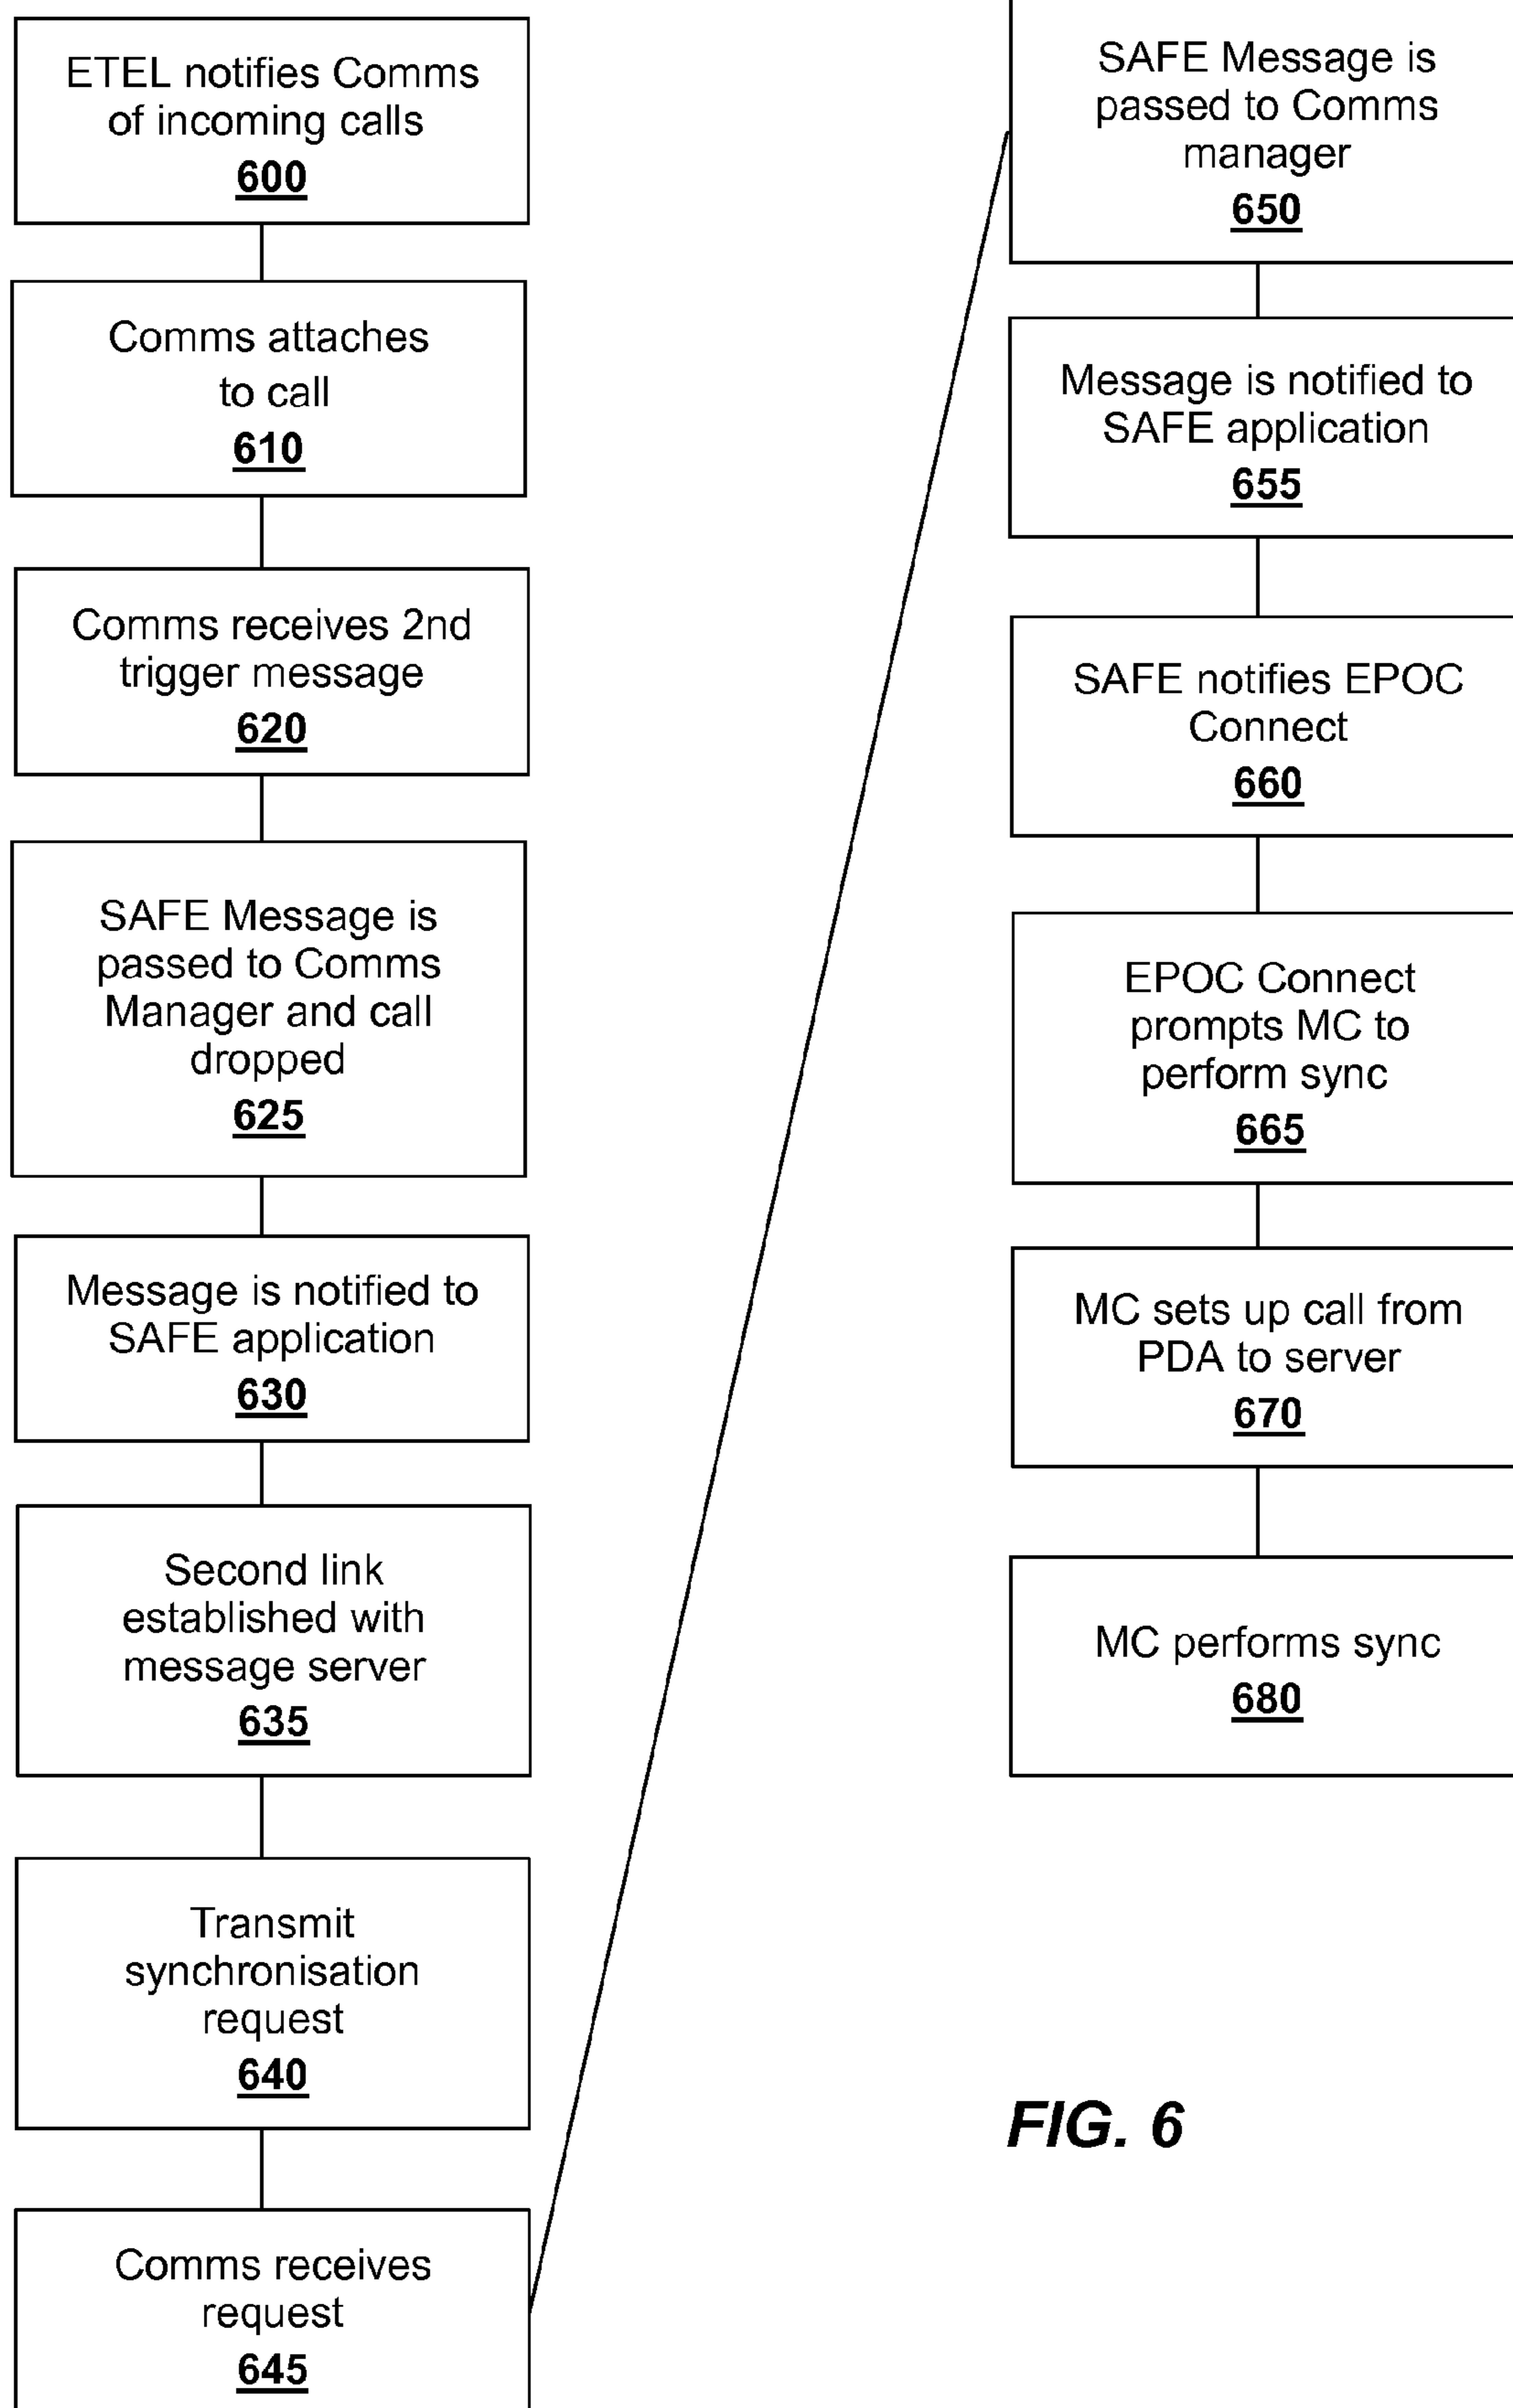 ETEL notifies Comms
of incoming calls
600
Comms attaches
to call
610
Comms receives 2nd
trigger message
620
SAFE Message is
passed to Comms
Manager and call
dropped
625
Message is notified to
SAFE application
630
Second link
established with
message server
635
Transmit
synchronisation
request
640
Comms receives
request
645
SAFE Message is
passed to Comms
manager
650
Message is notified to
SAFE application
655
SAFE notifies EPOC
Connect
660
EPOC Connect
prompts MC to
perform sync
665
MC sets up call from
PDA to server
670
MC performs sync
680
FIG. 6